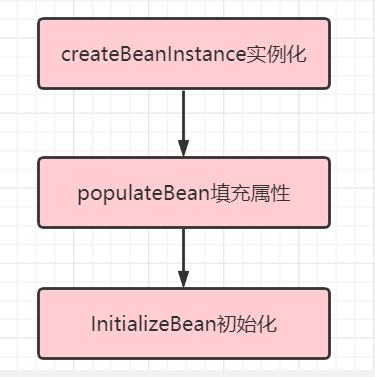 createBeanInstance实例化
populateBean填充属性
InitializeBean初始化